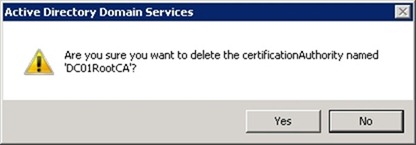 Active Directory Domain Services
Are you sure you want to delete the certificationAuthority named
'DC01RootCA'?
Yes
No